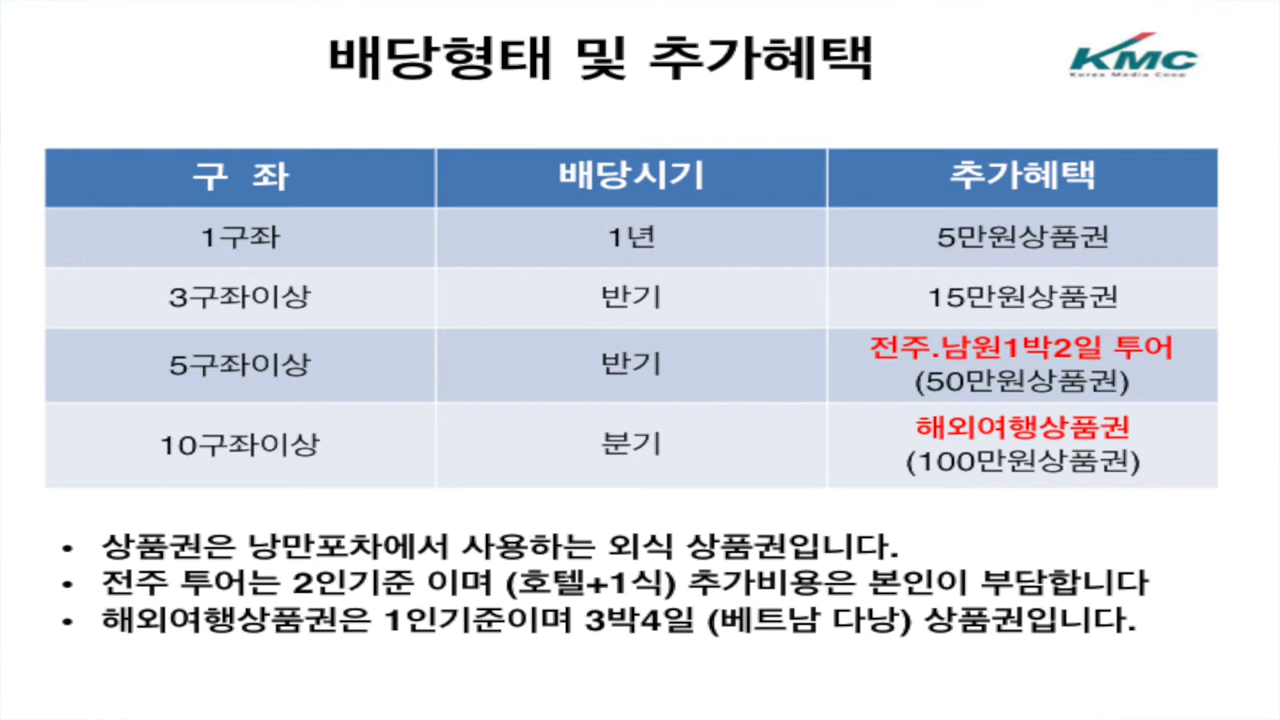 배당형태 및 추가혜택
KMC
Korea Media Coop
구 좌 배당시기 추가혜택
1구좌 1년 5만원상품권
3구좌이상 반기 15만원상품권
5구좌이상 반기 전주.남원1박2일 투어
(50만원상품권)
10구좌이상 분기 해외여행상품권
(100만원상품권)
• 상품권은 낭만포차에서 사용하는 외식 상품권입니다.
• 전주 투어는 2인기준 이며 (호텔+1식) 추가비용은 본인이 부담합니다
• 해외여행상품권은 1인기준이며 3박4일 (베트남 다낭) 상품권입니다.